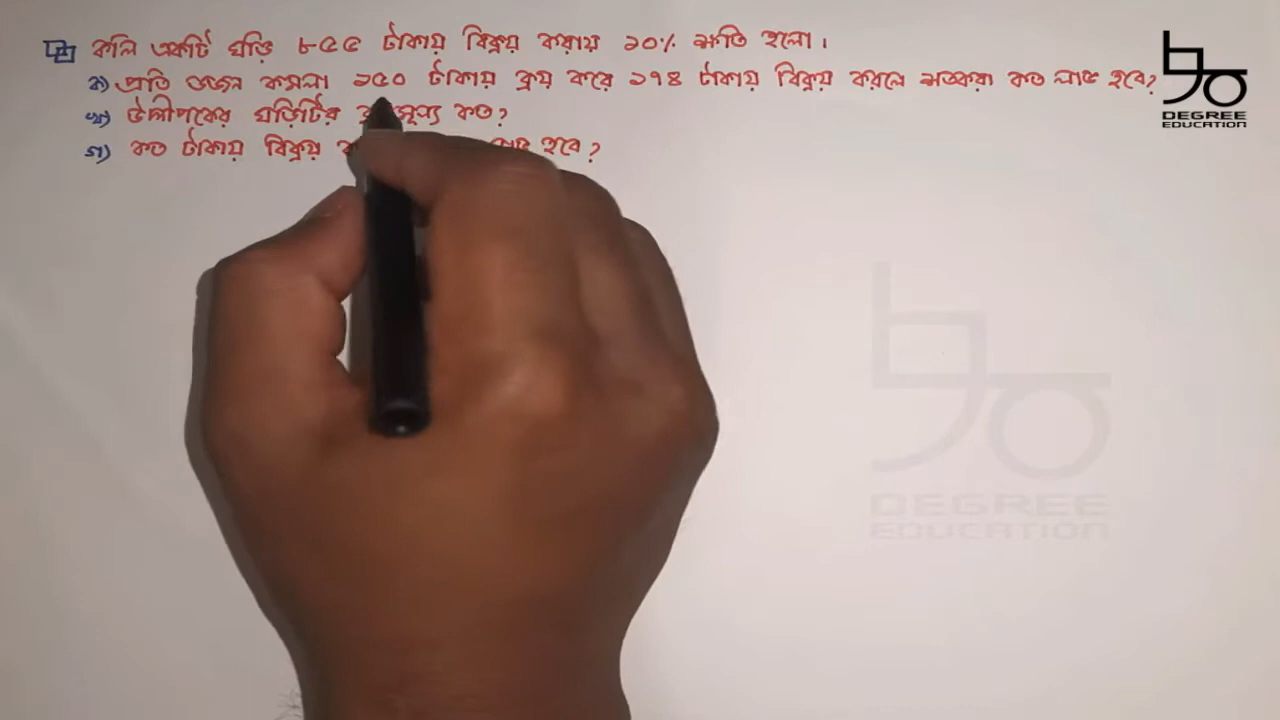 কলি একটি ঘড়ি ৮৫৫ টাকায় বিক্রয় করায় ১০% ক্ষতি হলো।
ক) প্রতি ডজন কমলা ১৫০ টাকায় ক্রয় করে ১৭৪ টাকায় বিক্রয় করলে শতকরা কত লাভ হবে?
খ) উদ্দীপকের ঘড়িটির মূল্য কত?
গ) কত টাকায় বিক্রয় হবে?
DEGREE
EDUCATION
DEGREE
EDUCATION